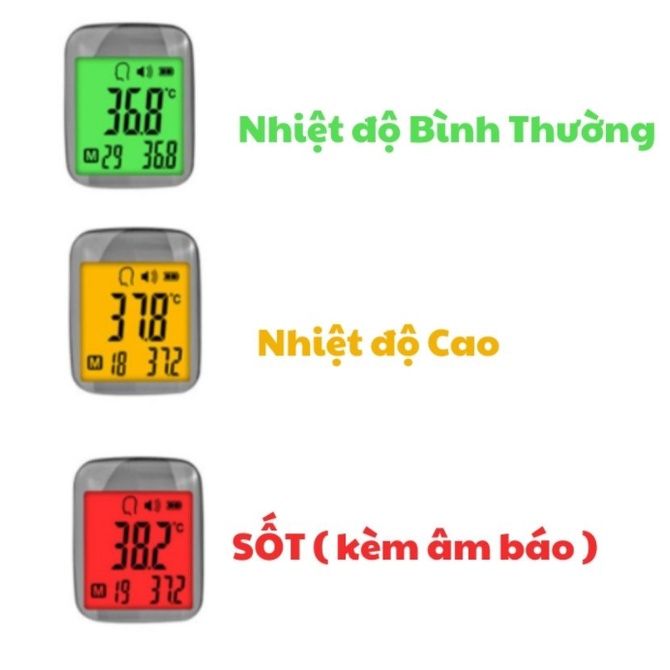 36.8 °C
M 29 36.8
Nhiệt độ Bình Thường
37.8 °C
M 18 37.2
Nhiệt độ Cao
38.2 °C
M 19 37.2
SỐT ( kèm âm báo )